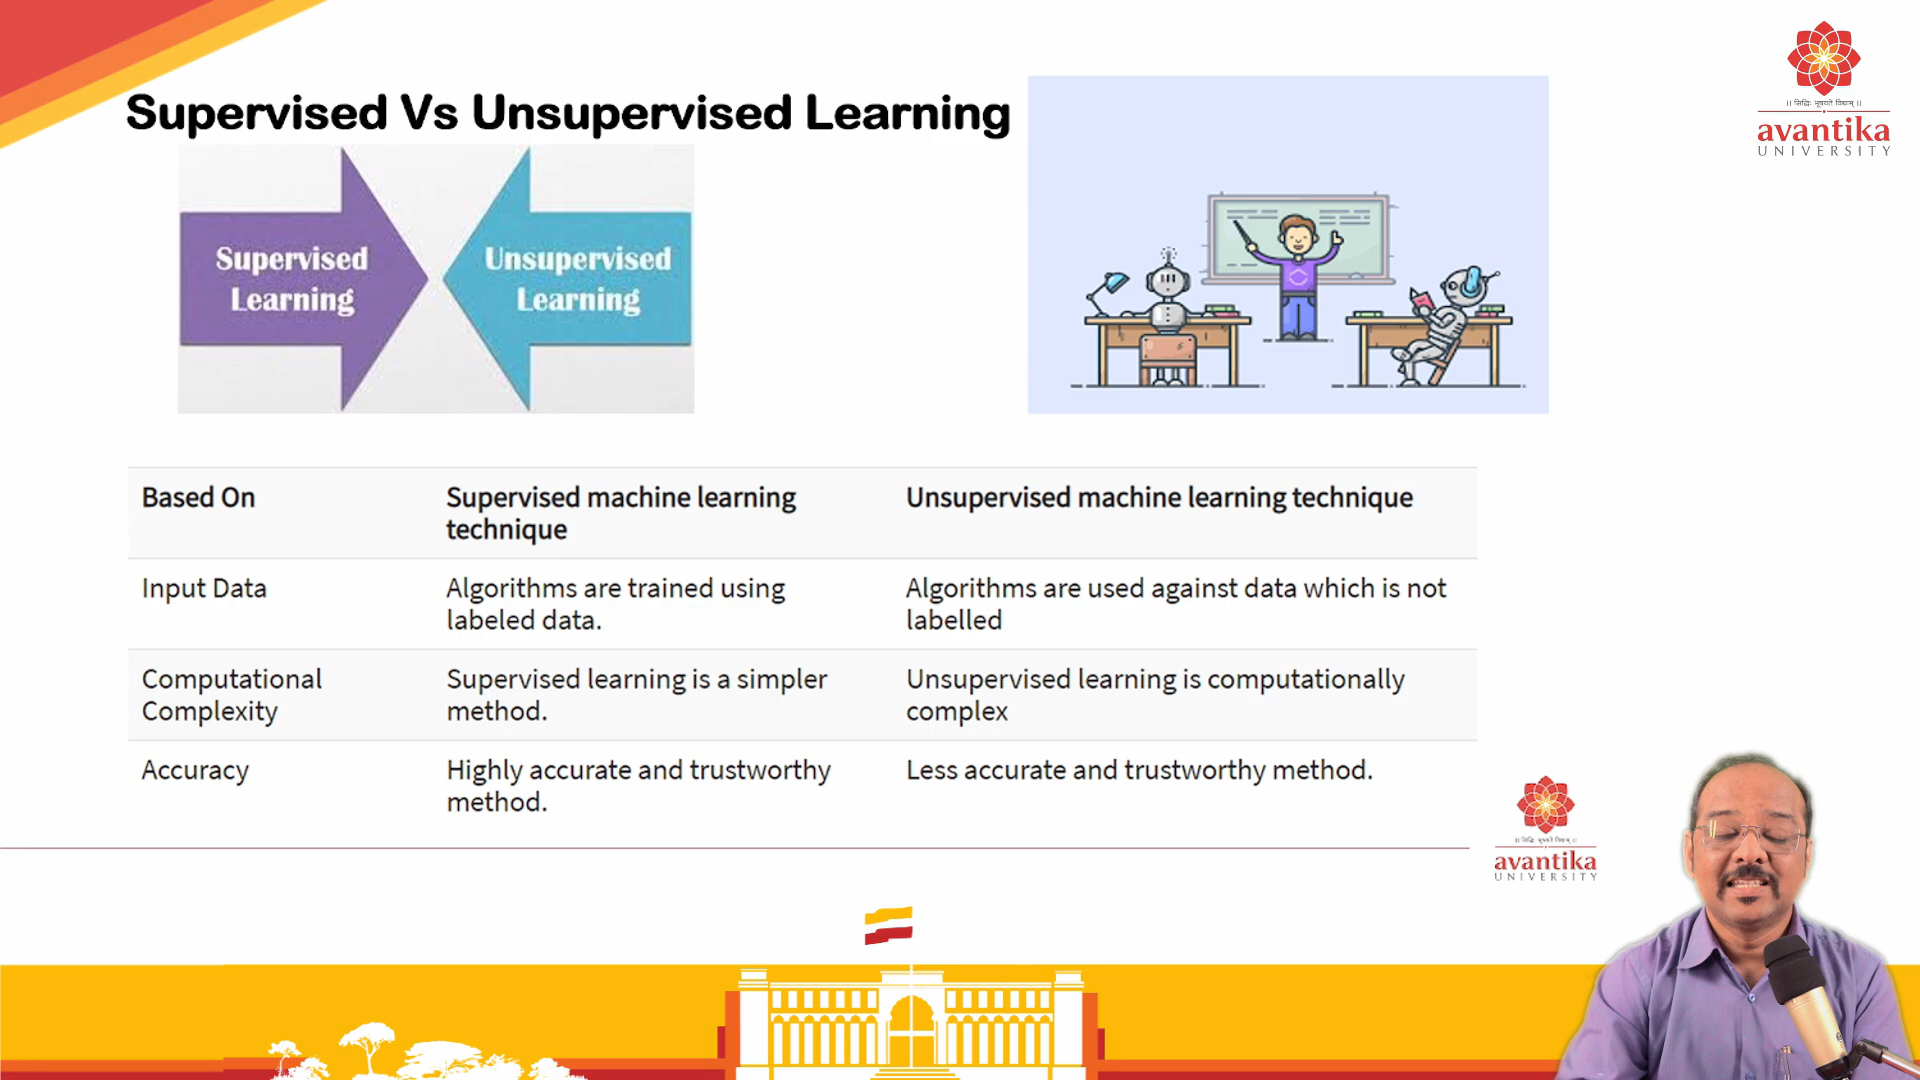 Supervised Vs Unsupervised Learning
Supervised
Learning
Unsupervised
Learning
।। सिद्धिः भूषयते विद्याम् ।।
avantika
UNIVERSITY
Based On
Supervised machine learning
technique
Unsupervised machine learning technique
Input Data
Algorithms are trained using
labeled data.
Algorithms are used against data which is not
labelled
Computational
Complexity
Supervised learning is a simpler
method.
Unsupervised learning is computationally
complex
Accuracy
Highly accurate and trustworthy
method.
Less accurate and trustworthy method.
।। सिद्धिः भूषयते विद्याम् ।।
avantika
UNIVERSITY